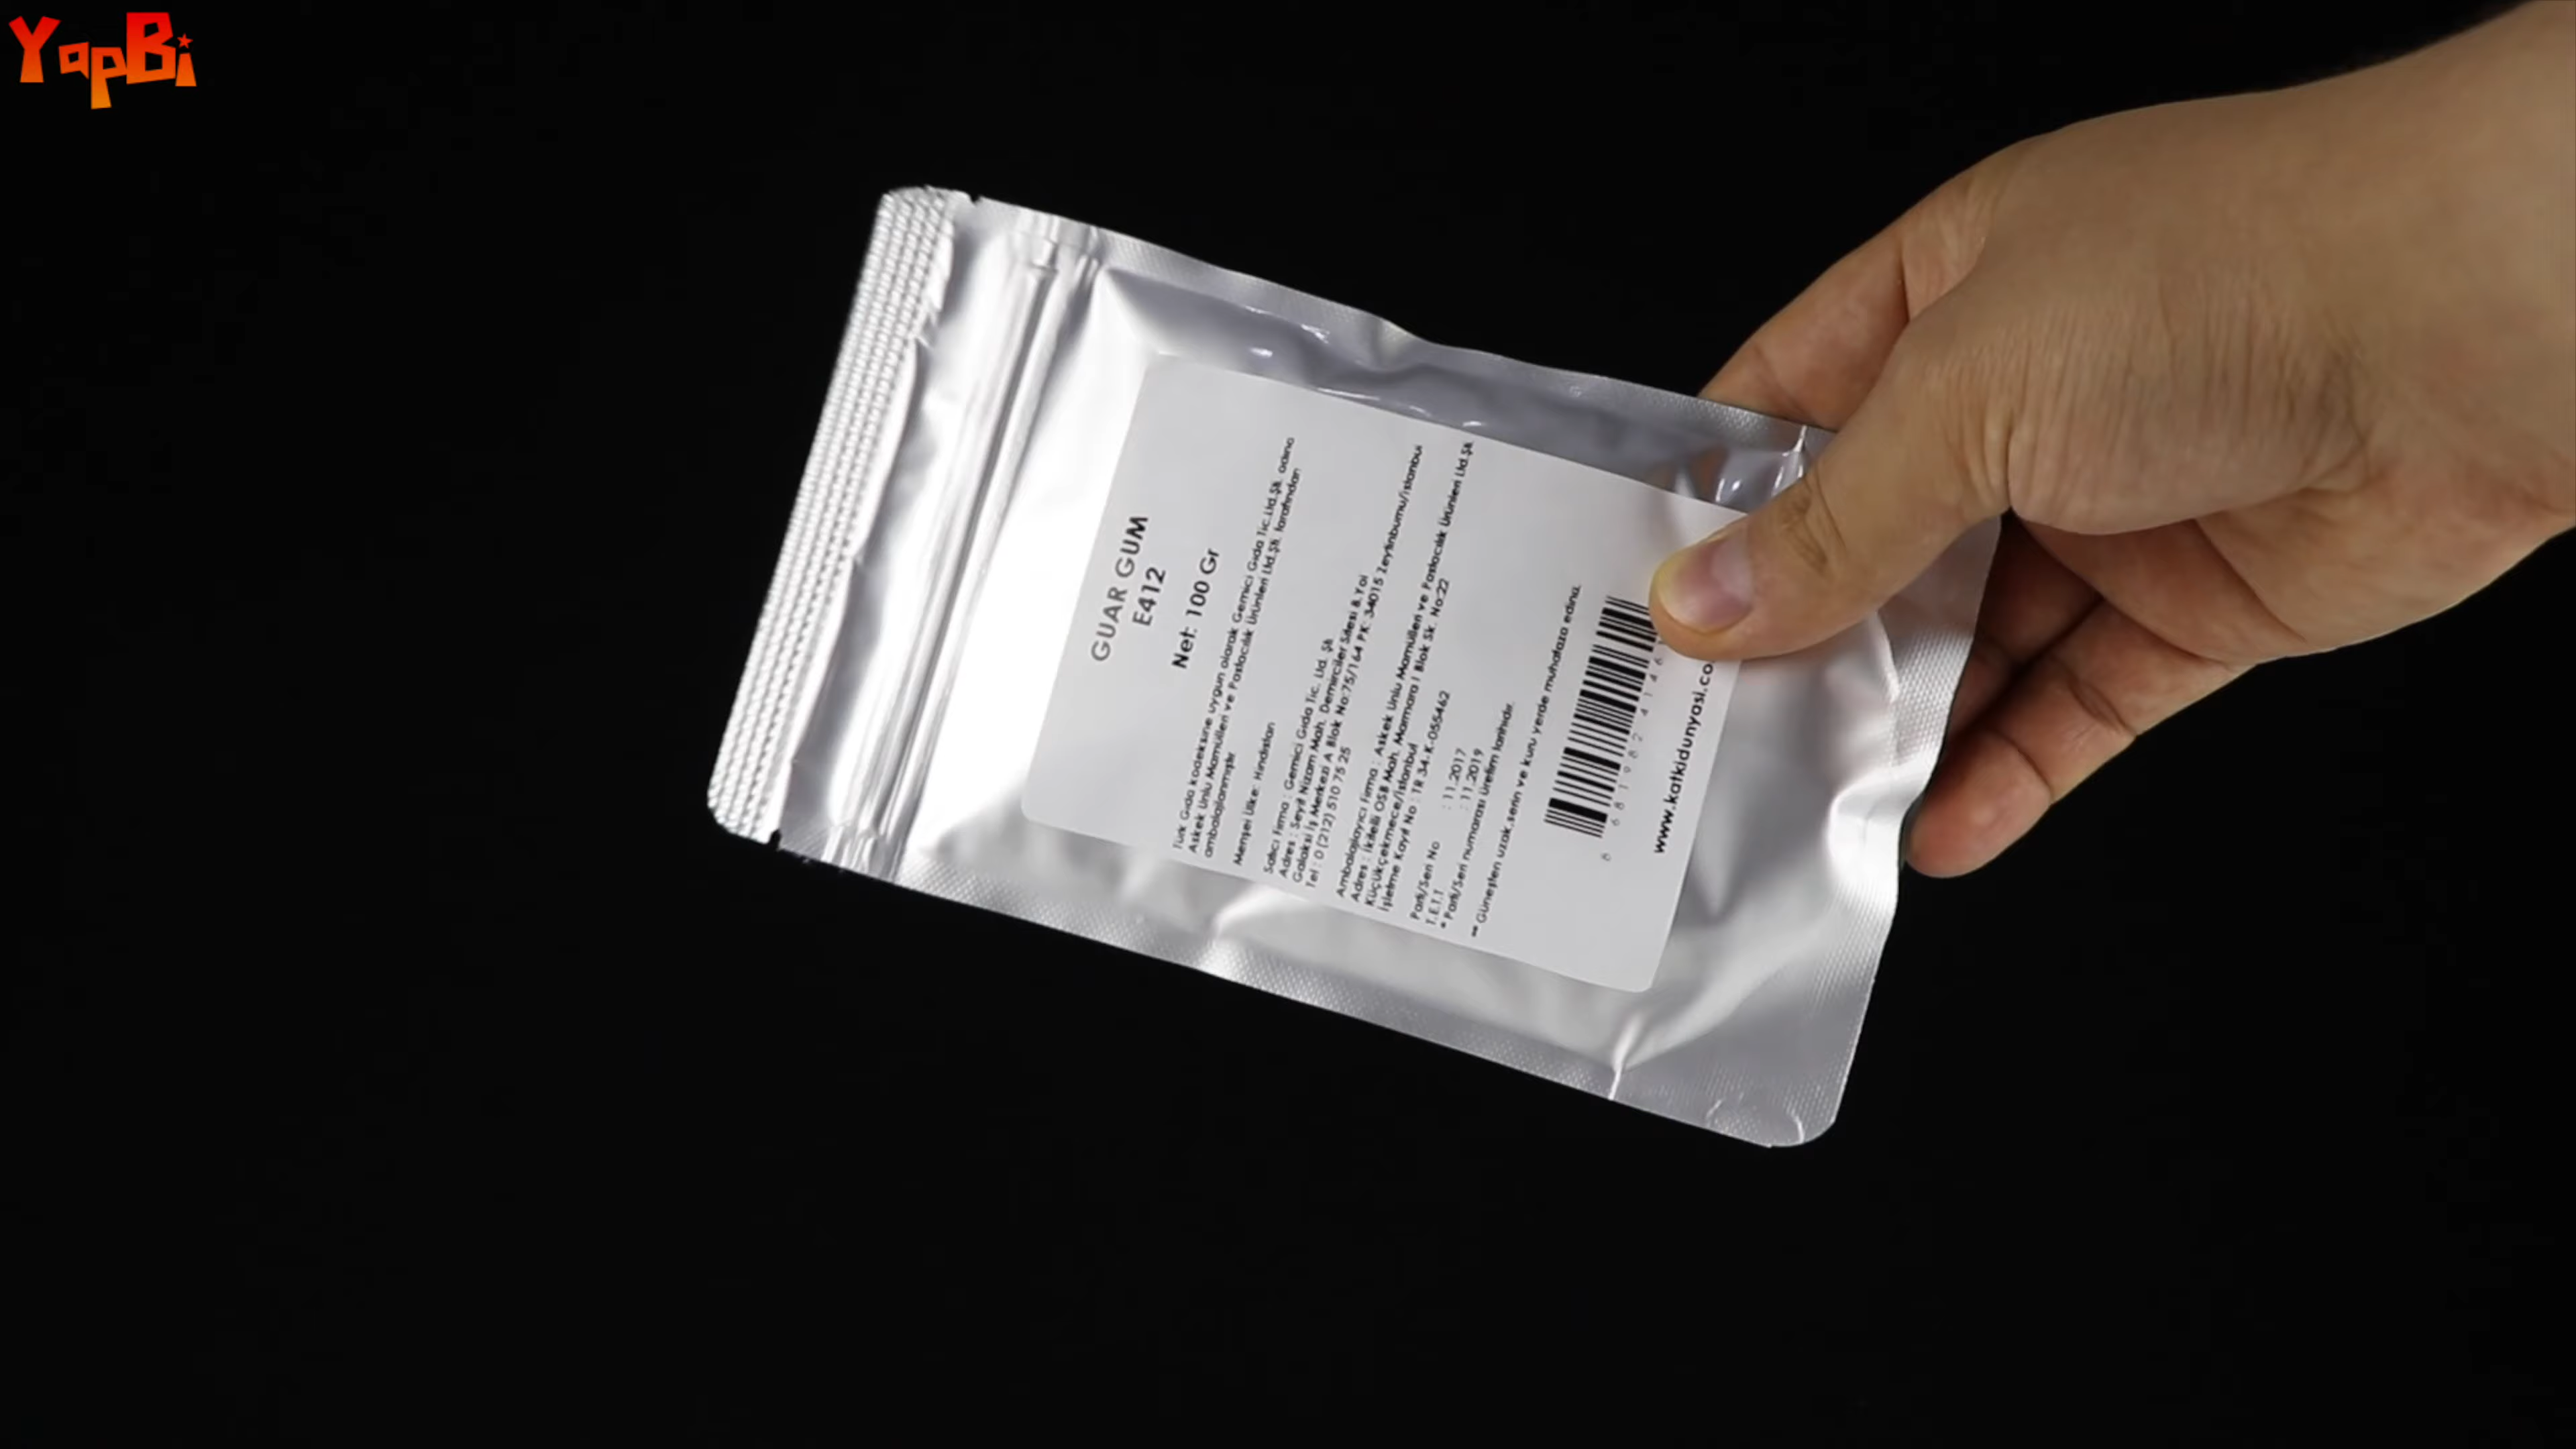 YapBi
GUAR GUM
E412
Net: 100 Gr
Türk Gıda Kodeksine uygun olarak Gemici Gıda Tic.Ltd.Şti. adına
Askek Unlu Mamülleri ve Pastacılık Ürünleri Ltd.Şti. tarafından
ambalajlanmıştır.
Menşei Ülke: Hindistan
Satıcı Firma : Gemici Gıda Tic. Ltd. Şti.
Adres : Seyit Nizam Mah. Demirciler Sitesi 8.Yol
Galaksi İş Merkezi A Blok No:75/164 PK: 34015 Zeytinburnu/İstanbul
Tel : 0 (212) 510 75 25
Ambalajlayıcı Firma : Askek Unlu Mamülleri ve Pastacılık Ürünleri Ltd.Şti.
Adres : İkitelli OSB Mah. Marmara 1 Blok Sk. No:22
Küçükçekmece/İstanbul
İşletme Kayıt No : TR 34-K-055462
Parti/Seri No : 11.2017
T.E.T.T : 11.2019
* Parti/Seri numarası üretim tarihidir.
** Güneşten uzak,serin ve kuru yerde muhafaza ediniz.
www.katkidunyasi.co